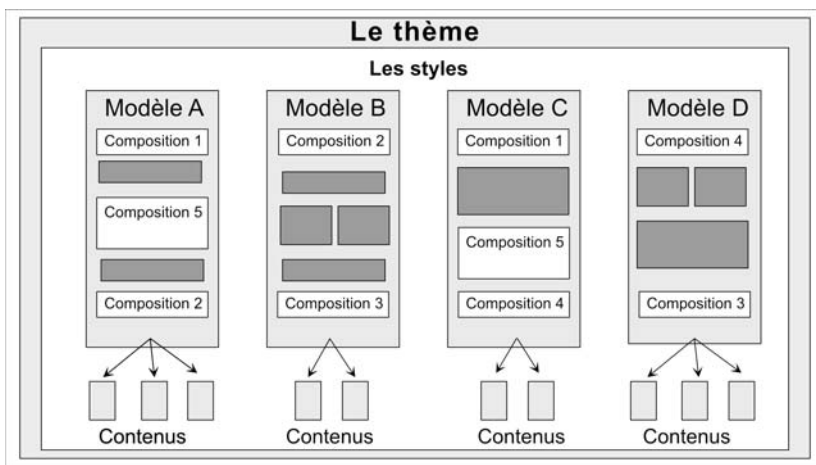 Le thème
Les styles
Modèle A
Composition 1
Composition 5
Composition 2
Contenus
Modèle B
Composition 2
Composition 3
Contenus
Modèle C
Composition 1
Composition 5
Composition 4
Contenus
Modèle D
Composition 4
Composition 3
Contenus